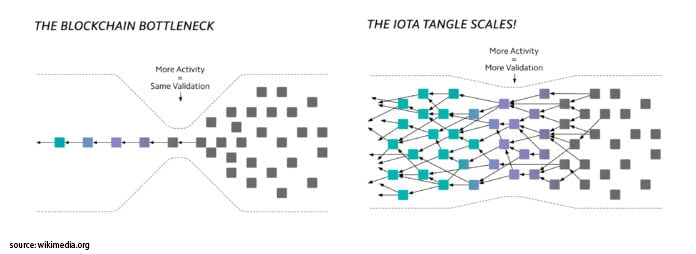 THE BLOCKCHAIN BOTTLENECK
More Activity
=
Same Validation
THE IOTA TANGLE SCALES!
More Activity
=
More Validation
source: wikimedia.org